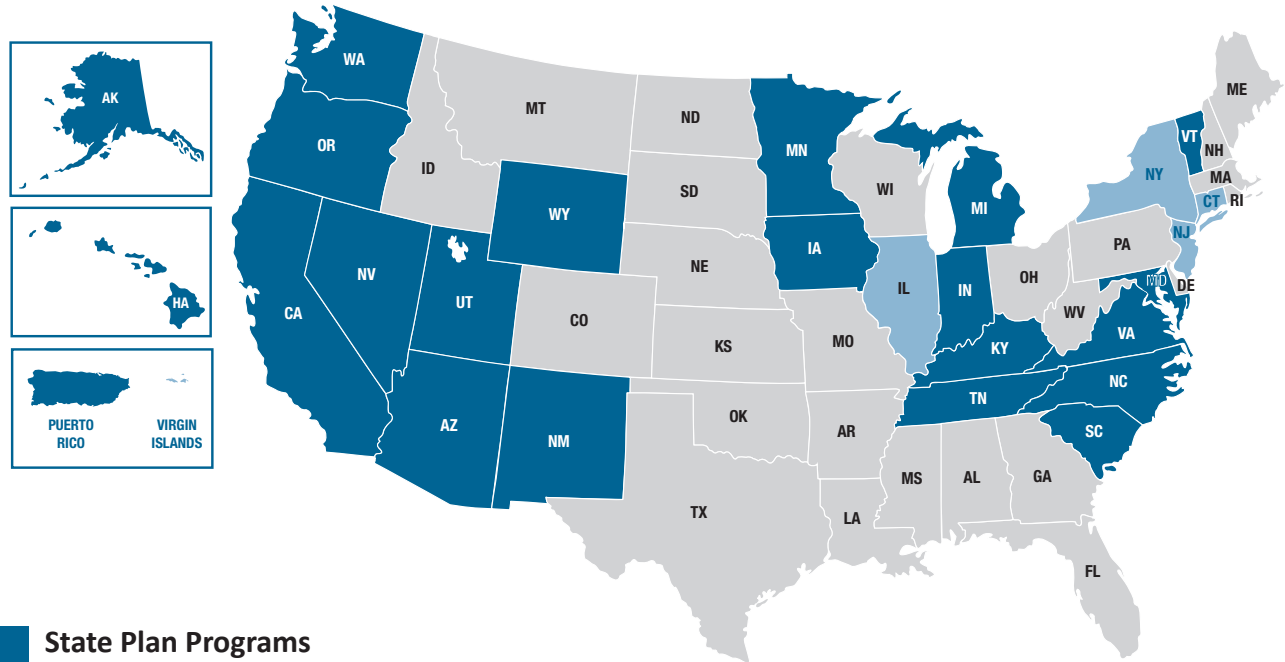 WA
AK
MT
ME
ND
VT
OR
MN
NH
ID
WI
NY
MA
SD
CT
RI
WY
MI
NJ
IA
PA
NE
NV
OH
IL
IN
MD
DE
HA
UT
CA
CO
WV
VA
KS
MO
KY
NC
TN
PUERTO
RICO
VIRGIN
ISLANDS
AZ
OK
AR
SC
NM
MS
AL
GA
TX
LA
FL
State Plan Programs